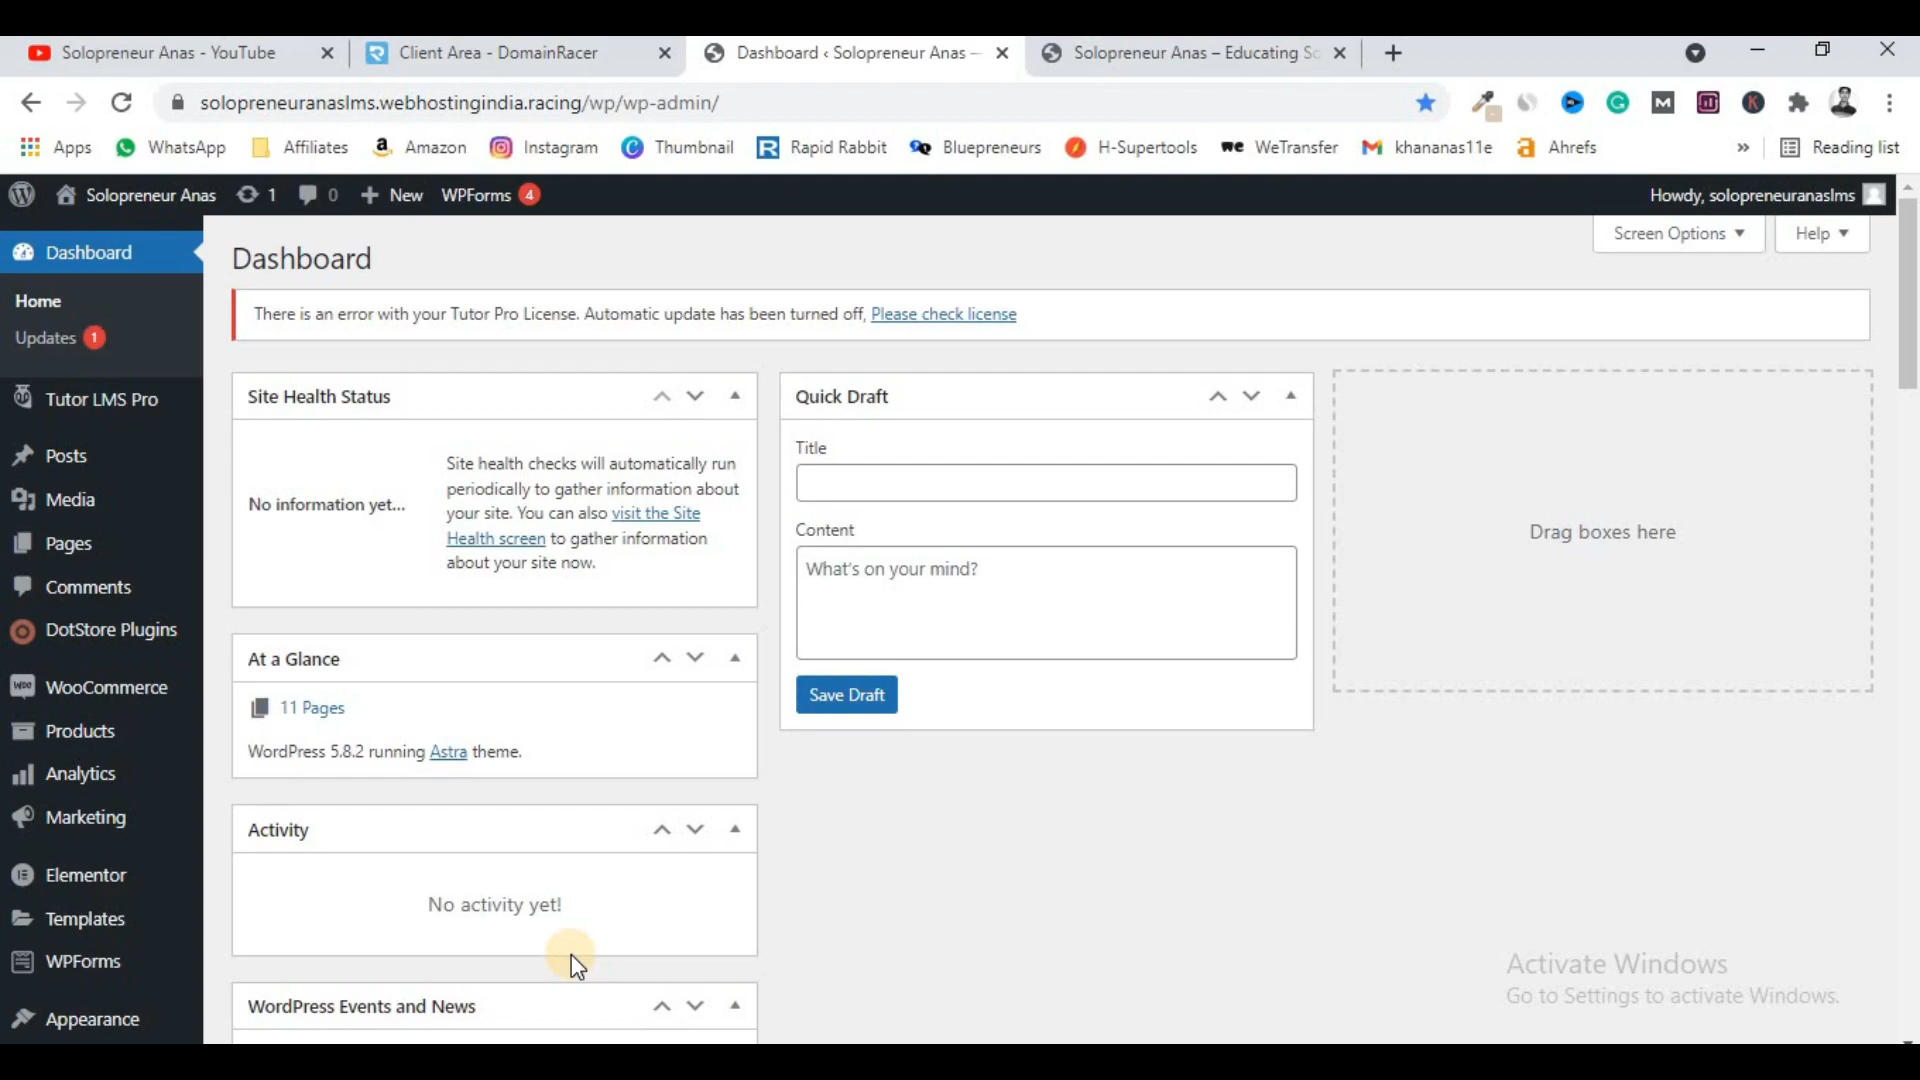 Solopreneur Anas - YouTube
Client Area - DomainRacer
Dashboard ‹ Solopreneur Anas —
Solopreneur Anas – Educating So
solopreneuranaslms.webhostingindia.racing/wp/wp-admin/
Apps
WhatsApp
Affiliates
Amazon
Instagram
Thumbnail
Rapid Rabbit
Bluepreneurs
H-Supertools
WeTransfer
khananas11e
Ahrefs
»
Reading list
Solopreneur Anas
1
0
New
WPForms 4
Howdy, solopreneuranaslms
Dashboard
Home
Updates 1
Tutor LMS Pro
Posts
Media
Pages
Comments
DotStore Plugins
WooCommerce
Products
Analytics
Marketing
Elementor
Templates
WPForms
Appearance
Screen Options
Help
Dashboard
There is an error with your Tutor Pro License. Automatic update has been turned off, Please check license
Site Health Status
No information yet...
Site health checks will automatically run
periodically to gather information about
your site. You can also visit the Site
Health screen to gather information
about your site now.
At a Glance
11 Pages
WordPress 5.8.2 running Astra theme.
Activity
No activity yet!
WordPress Events and News
Quick Draft
Title
Content
What's on your mind?
Save Draft
Drag boxes here
Activate Windows
Go to Settings to activate Windows.